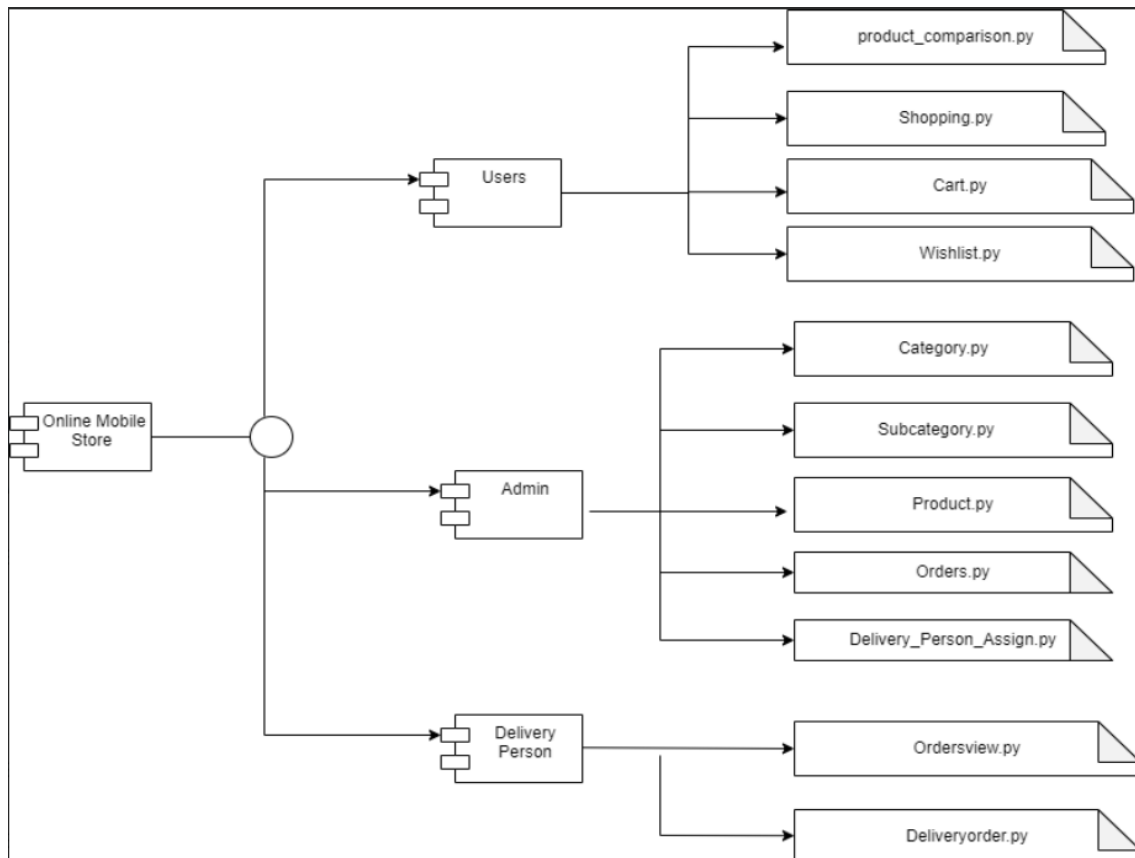 product_comparison.py
Shopping.py
Users
Cart.py
Wishlist.py
Category.py
Online Mobile
Store
Subcategory.py
Admin
Product.py
Orders.py
Delivery_Person_Assign.py
Delivery
Person
Ordersview.py
Deliveryorder.py